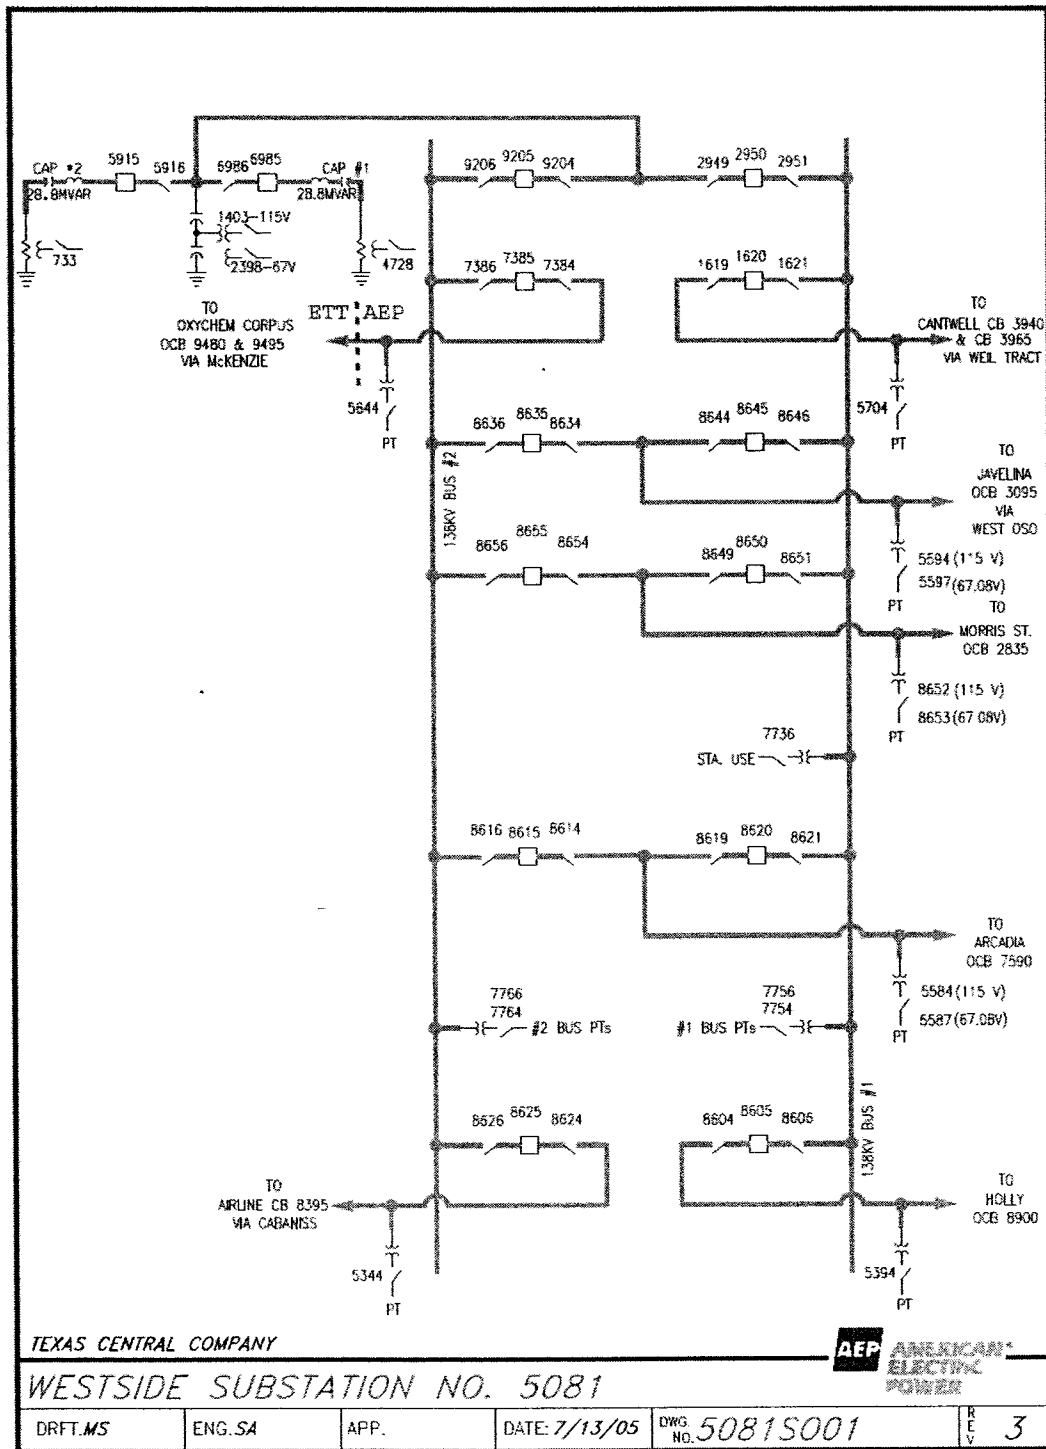 9206 9205 9204
2949 2950 2951
CAP #2 5915 5916 6986 6985 CAP #1
28.8MVAR 28.8MVAR
1403-115V
733 2398-67V 4728
7386 7385 7384
1619 1620 1621
TO
OXYCHEM CORPUS
OCB 9480 & 9495
VIA McKENZIE
ETT AEP
TO
CANTWELL CB 3940
& CB 3965
VIA WEIL TRACT
5644
PT
5704
PT
8636 8635 8634
8644 8645 8646
138KV BUS #2
TO
JAVELINA
OCB 3095
VIA
WEST OSO
8656 8655 8654
8649 8650 8651
5594(115 V)
5597(67.08V)
PT
TO
MORRIS ST.
OCB 2835
8652(115 V)
8653(67.08V)
PT
7736
STA. USE
8616 8615 8614
8619 8620 8621
TO
ARCADIA
OCB 7590
5584(115 V)
5587(67.08V)
PT
7766
7764
#2 BUS PTs
7756
7754
#1 BUS PTs
138KV BUS #1
8626 8625 8624
8604 8605 8606
TO
AIRLINE CB 8395
VIA CABANISS
TO
HOLLY
OCB 8900
5344
PT
5394
PT
TEXAS CENTRAL COMPANY
AEP AMERICAN®
ELECTRIC
POWER
WESTSIDE SUBSTATION NO. 5081
DRFT.MS ENG.SA APP. DATE: 7/13/05 DWG. NO. 5081S001 REV 3